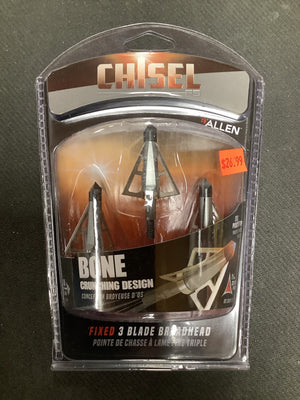 CHISEL
ALLEN
$26.99
BONE
CRUNCHING DESIGN
CONCEPTION BROYEUSE D'OS
FIXED 3 BLADE BROADHEAD
POINTE DE CHASSE À LAME FIXE TRIPLE